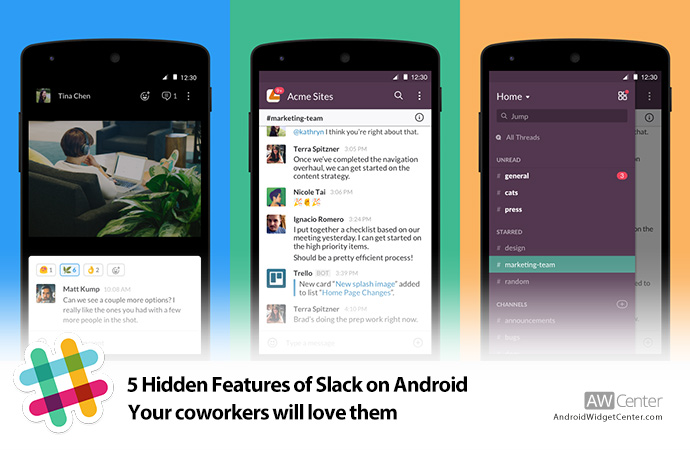 12:30
Tina Chen
1
1
6
2
Matt Kump 10:08 AM
Can we see a couple more options? I
really like the ones you had with a few
more people in the shot.
12:30
9+
Acme Sites
#marketing-team
@kathryn I think you're right about that.
Terra Spitzner 3:05 PM
Once we've completed the navigation
overhaul, we can get started on the
content strategy.
Nicole Tai 3:06 PM
Ignacio Romero 3:24 PM
I put together a checklist based on our
meeting yesterday. I can get started on
the high priority items.
Should be a pretty efficient process!
Trello BOT 3:39 PM
New card "New splash image" added
to list "Home Page Changes".
Terra Spitzner 4:10 PM
Brad's doing the prep work right now.
Type a message
12:30
Home
Jump
All Threads
UNREAD
# general 3
# cats
# press
STARRED
# design
# marketing-team
# random
CHANNELS
# announcements
# bugs
5 Hidden Features of Slack on Android
Your coworkers will love them
AW Center
AndroidWidgetCenter.com